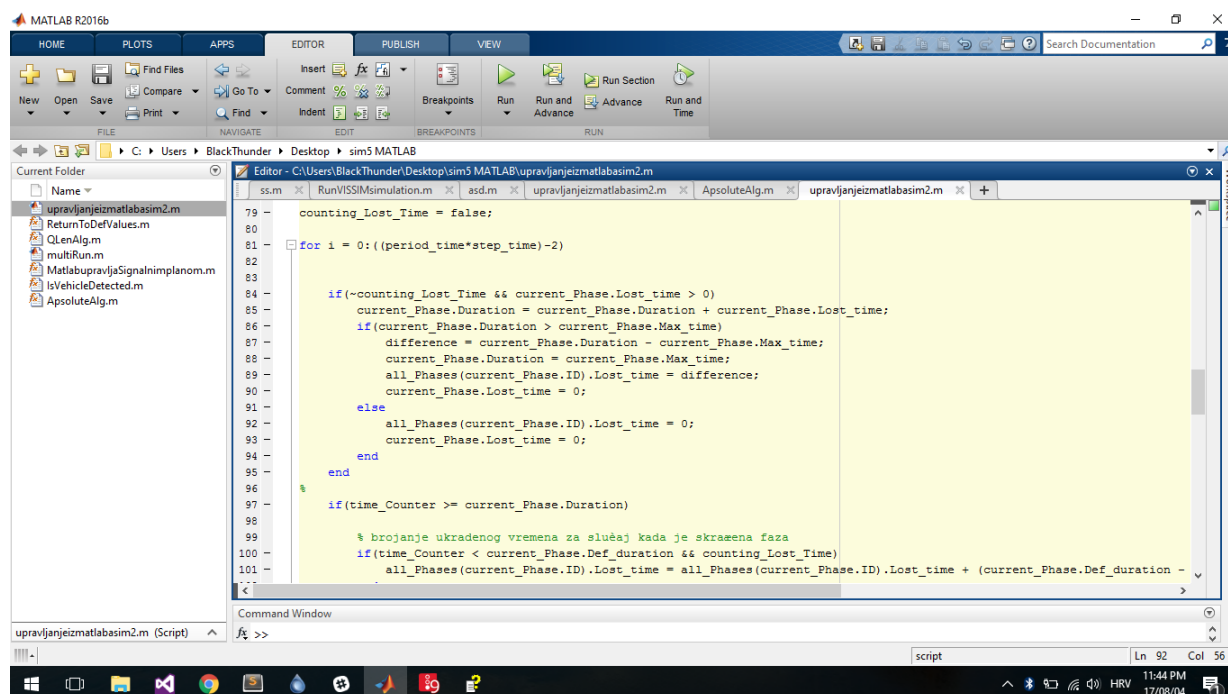 MATLAB R2016b
HOME PLOTS APPS EDITOR PUBLISH VIEW Search Documentation
Find Files Insert fx
New Open Save Compare Go To Comment Breakpoints Run Run and Advance Run Section Advance Run and Time
Print Find Indent
FILE NAVIGATE EDIT BREAKPOINTS RUN
C: Users BlackThunder Desktop sim5 MATLAB
Current Folder
Name
upravljanjeizmatlabasim2.m
ReturnToDefValues.m
QLenAlg.m
multiRun.m
MatlabupravljaSignalnimplanom.m
IsVehicleDetected.m
ApsoluteAlg.m
upravljanjeizmatlabasim2.m (Script)
Editor - C:\Users\BlackThunder\Desktop\sim5 MATLAB\upravljanjeizmatlabasim2.m
ss.m RunVISSIMsimulation.m asd.m upravljanjeizmatlabasim2.m ApsoluteAlg.m upravljanjeizmatlabasim2.m +
79 – counting_Lost_Time = false;
80
81 – for i = 0:((period_time*step_time)-2)
82
83
84 – if(~counting_Lost_Time && current_Phase.Lost_time > 0)
85 – current_Phase.Duration = current_Phase.Duration + current_Phase.Lost_time;
86 – if(current_Phase.Duration > current_Phase.Max_time)
87 – difference = current_Phase.Duration - current_Phase.Max_time;
88 – current_Phase.Duration = current_Phase.Max_time;
89 – all_Phases(current_Phase.ID).Lost_time = difference;
90 – current_Phase.Lost_time = 0;
91 – else
92 – all_Phases(current_Phase.ID).Lost_time = 0;
93 – current_Phase.Lost_time = 0;
94 – end
95 – end
96 %
97 – if(time_Counter >= current_Phase.Duration)
98
99 % brojanje ukradenog vremena za sluèaj kada je skraæena faza
100 – if(time_Counter < current_Phase.Def_duration && counting_Lost_Time)
101 – all_Phases(current_Phase.ID).Lost_time = all_Phases(current_Phase.ID).Lost_time + (current_Phase.Def_duration -
Command Window
fx >>
script Ln 92 Col 56
HRV 11:44 PM
17/08/04